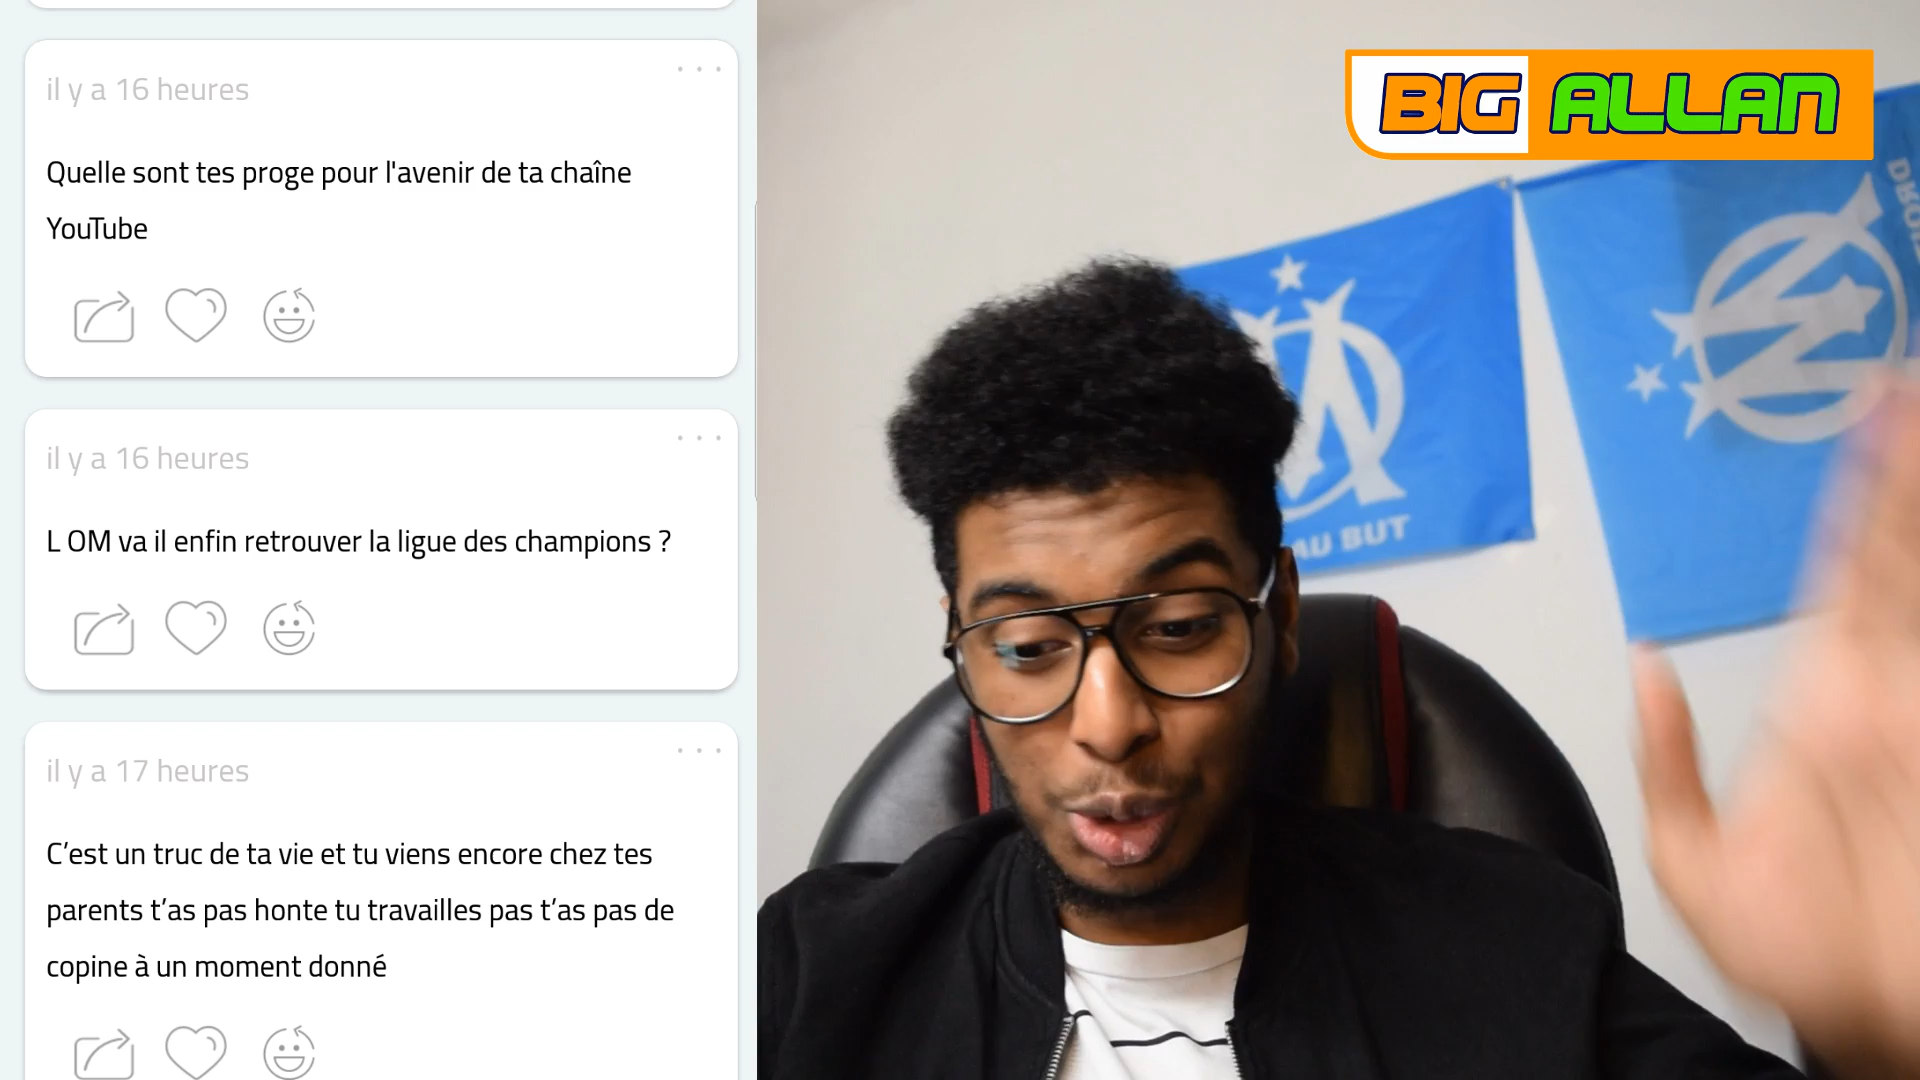 il y a 16 heures
Quelle sont tes proge pour l'avenir de ta chaîne
YouTube
il y a 16 heures
L OM va il enfin retrouver la ligue des champions ?
il y a 17 heures
C’est un truc de ta vie et tu viens encore chez tes
parents t’as pas honte tu travailles pas t’as pas de
copine à un moment donné
BIG ALLAN
AU BUT